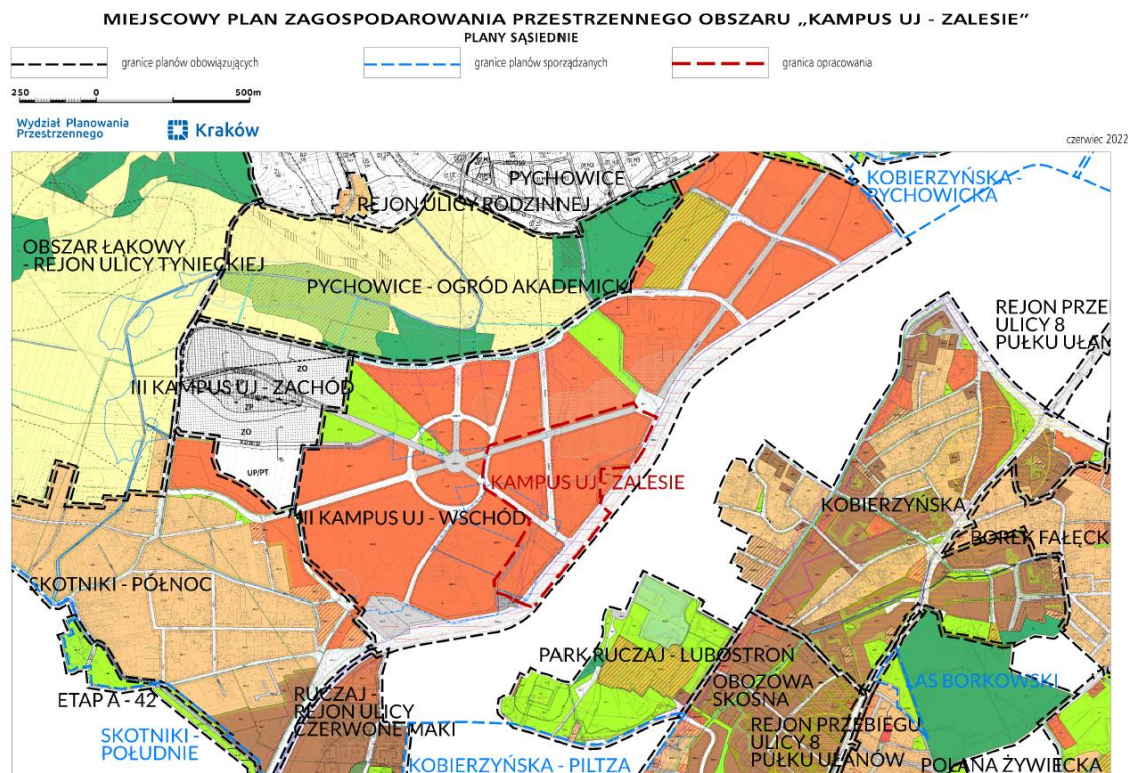 MIEJSCOWY PLAN ZAGOSPODAROWANIA PRZESTRZENNEGO OBSZARU „KAMPUS UJ - ZALESIE”
PLANY SĄSIEDNIE
granice planów obowiązujących
granice planów sporządzanych
granica opracowania
250 0 500m
Wydział Planowania
Przestrzennego
Kraków
czerwiec 2022
PYCHOWICE
KOBIERZYŃSKA -
PYCHOWICKA
REJON ULICY RODZINNEJ
OBSZAR ŁĄKOWY
- REJON ULICY TYNIECKIEJ
PYCHOWICE - OGRÓD AKADEMICKI
REJON PRZE
ULICY 8
PUŁKU UŁAN
ZO
III KAMPUS UJ - ZACHÓD
ZP
ZO
UP/PT
KAMPUS UJ - ZALESIE
III KAMPUS UJ - WSCHÓD
KOBIERZYŃSKA
BOREK FAŁĘCK
SKOTNIKI - PÓŁNOC
PARK RUCZAJ - LUBOSTROŃ
ETAP A - 42
RUCZAJ -
REJON ULICY
CZERWONE MAKI
OBOZOWA
SKOŚNA
LAS BORKOWSKI
SKOTNIKI -
POŁUDNIE
REJON PRZEBIEGU
ULICY 8
PUŁKU UŁANÓW
KOBIERZYŃSKA - PILTZA
POLANA ŻYWIECKA